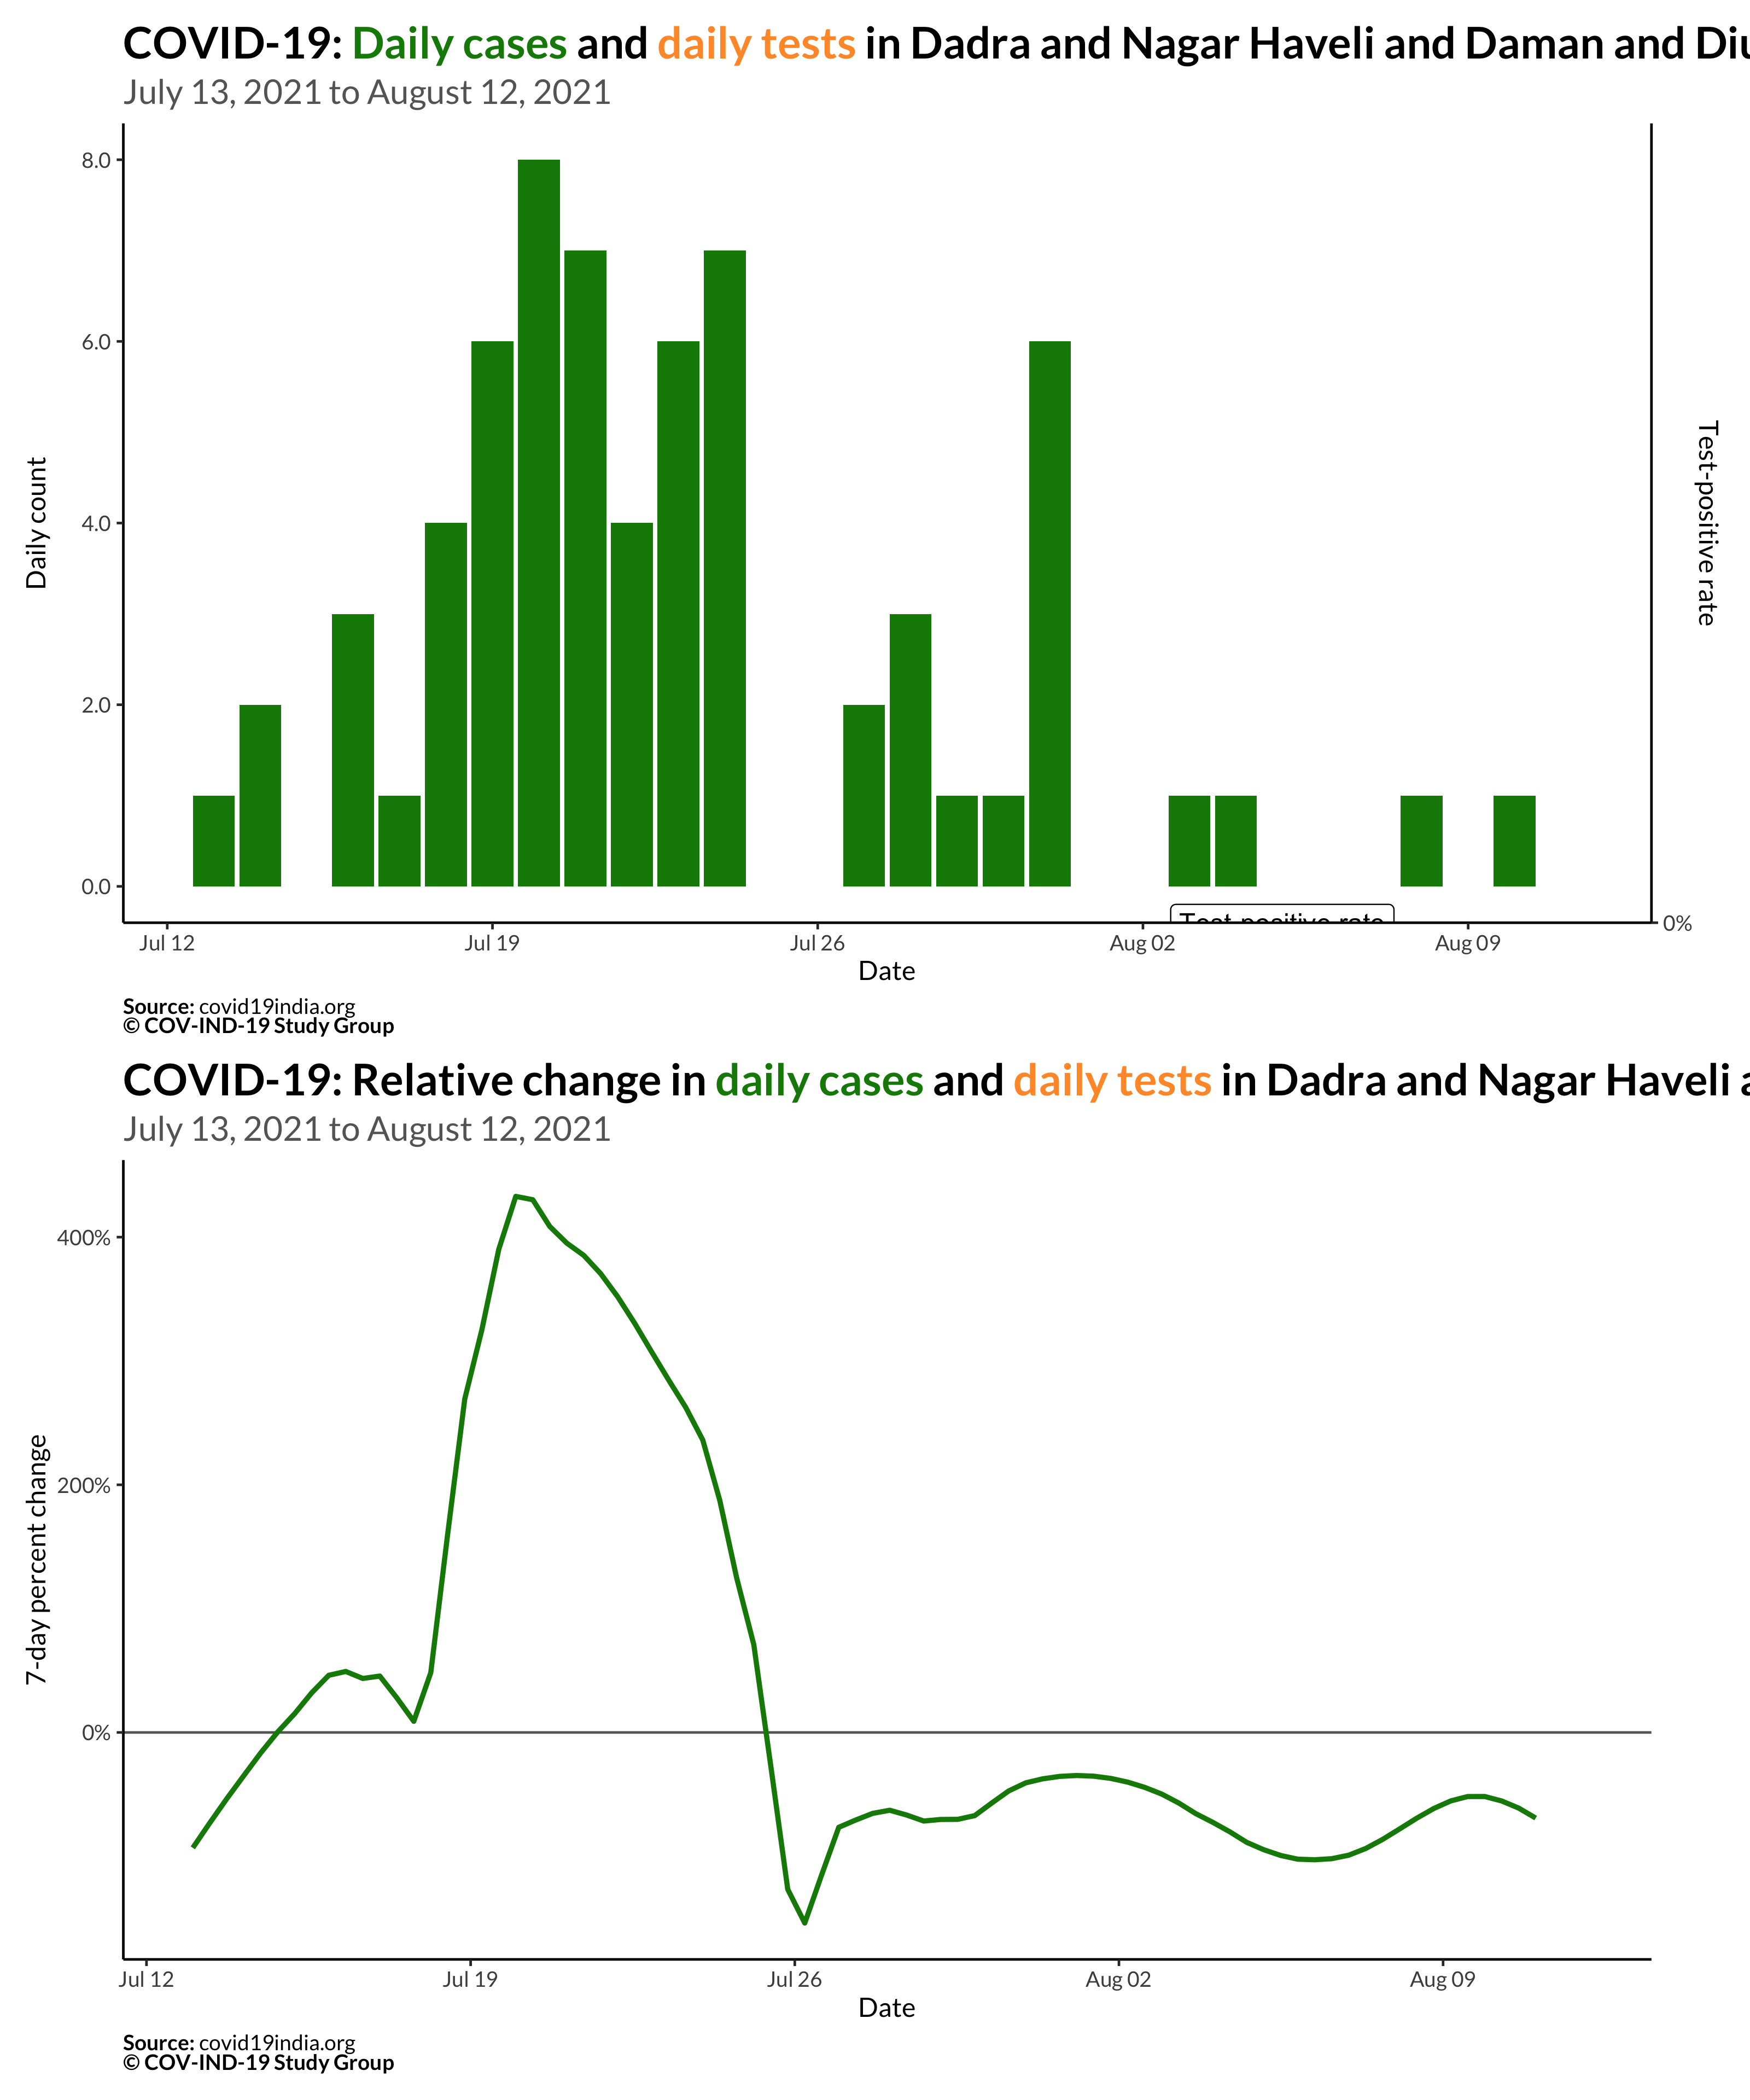 COVID-19: Daily cases and daily tests in Dadra and Nagar Haveli and Daman and Diu
July 13, 2021 to August 12, 2021
8.0
6.0
4.0
2.0
0.0
Daily count
Test-positive rate
Test-positive rate
0%
Jul 12
Jul 19
Jul 26
Aug 02
Aug 09
Date
Source: covid19india.org
© COV-IND-19 Study Group
COVID-19: Relative change in daily cases and daily tests in Dadra and Nagar Haveli
July 13, 2021 to August 12, 2021
400%
200%
0%
7-day percent change
Jul 12
Jul 19
Jul 26
Aug 02
Aug 09
Date
Source: covid19india.org
© COV-IND-19 Study Group